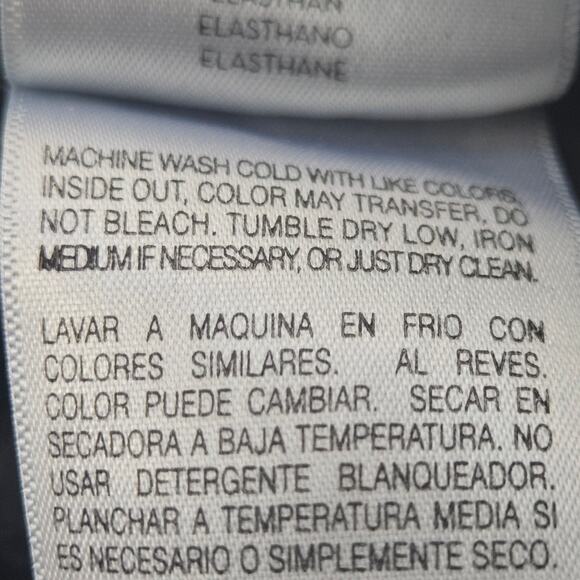 ELASTHAN
ELASTHANO
ELASTHANE
MACHINE WASH COLD WITH LIKE COLORS,
INSIDE OUT, COLOR MAY TRANSFER. DO
NOT BLEACH. TUMBLE DRY LOW, IRON
MEDIUM IF NECESSARY, OR JUST DRY CLEAN.
LAVAR A MAQUINA EN FRIO CON
COLORES SIMILARES. AL REVES.
COLOR PUEDE CAMBIAR. SECAR EN
SECADORA A BAJA TEMPERATURA. NO
USAR DETERGENTE BLANQUEADOR.
PLANCHAR A TEMPERATURA MEDIA SI
ES NECESARIO O SIMPLEMENTE SECO.